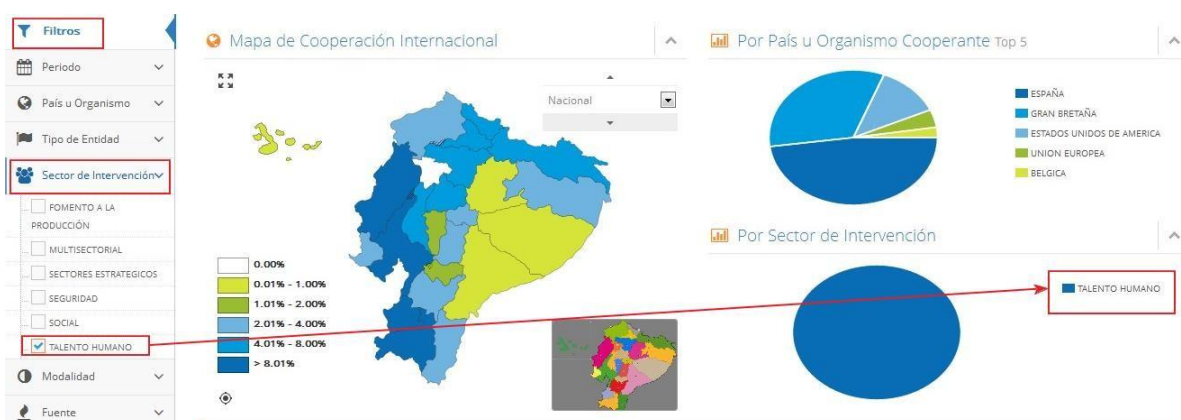 Filtros
Periodo
País u Organismo
Tipo de Entidad
Sector de Intervención
FOMENTO A LA
PRODUCCIÓN
MULTISECTORIAL
SECTORES ESTRATEGICOS
SEGURIDAD
SOCIAL
TALENTO HUMANO
Modalidad
Fuente
Mapa de Cooperación Internacional
Nacional
0.00%
0.01% - 1.00%
1.01% - 2.00%
2.01% - 4.00%
4.01% - 8.00%
> 8.01%
Por País u Organismo Cooperante Top 5
ESPAÑA
GRAN BRETAÑA
ESTADOS UNIDOS DE AMERICA
UNION EUROPEA
BELGICA
Por Sector de Intervención
TALENTO HUMANO